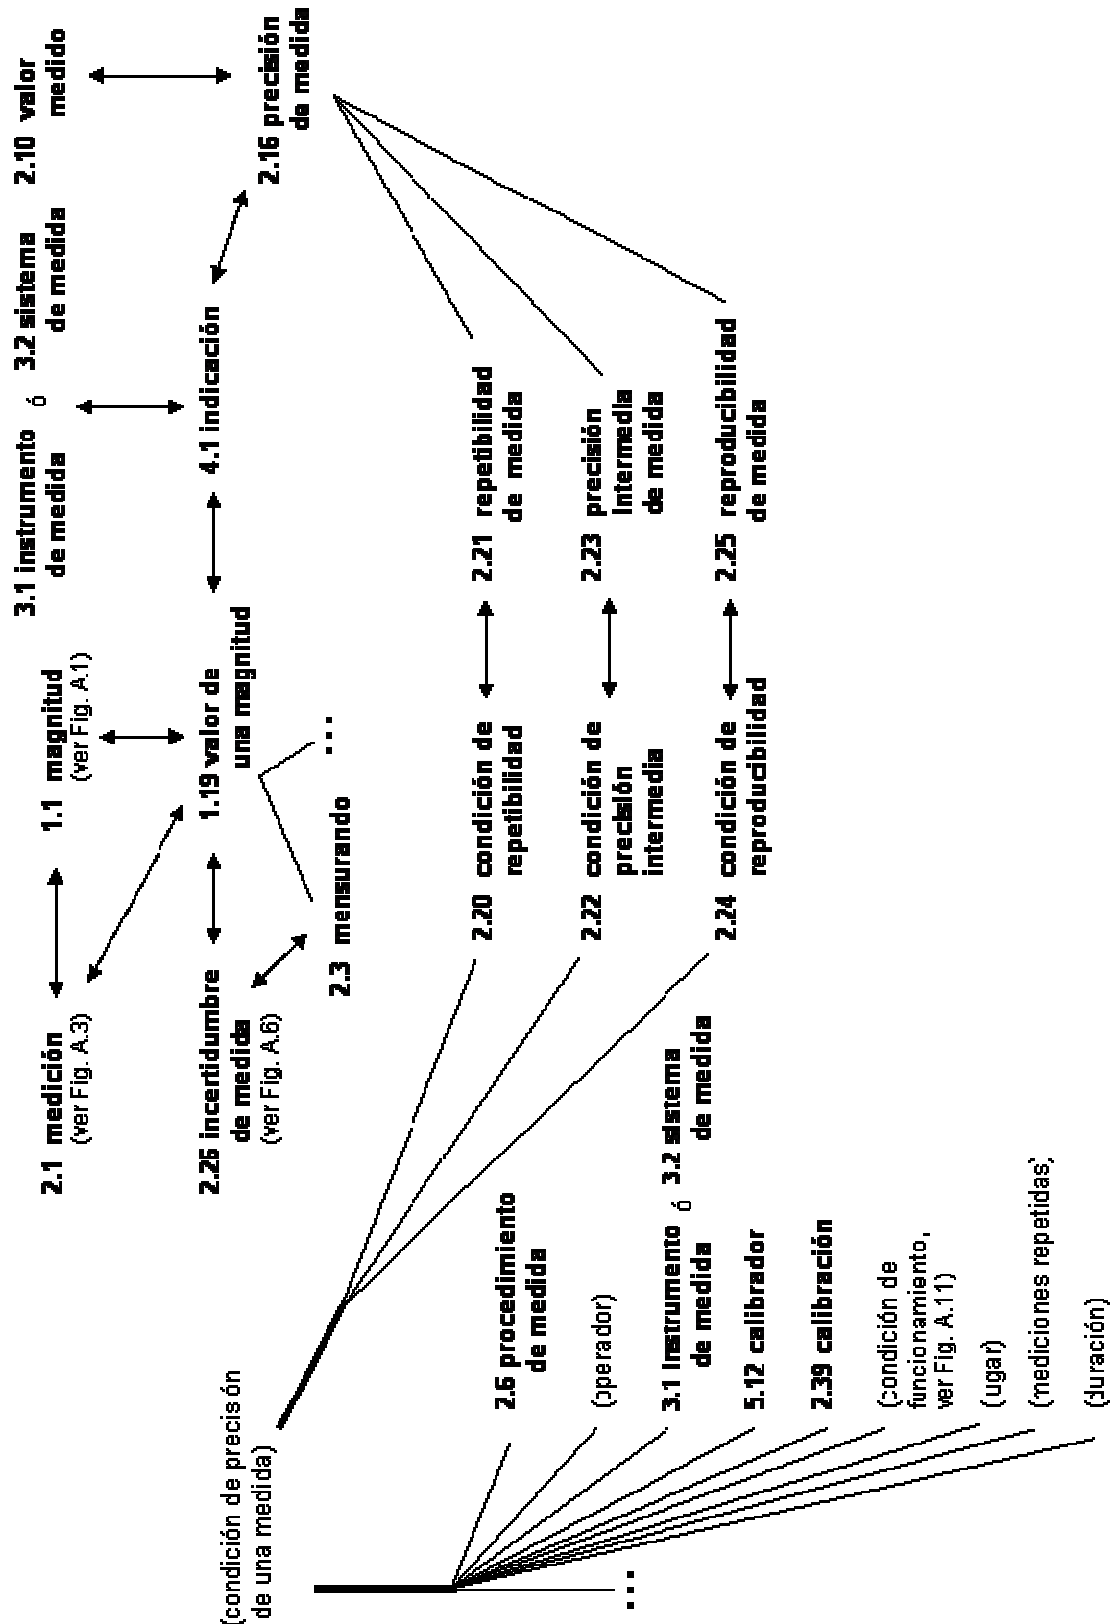 2.1 medición
(ver Fig. A.3)
1.1 magnitud
(ver Fig. A.1)
3.1 instrumento
de medida
ó
3.2 sistema
de medida
2.10 valor
medido
2.26 incertidumbre
de medida
(ver Fig. A.6)
1.19 valor de
una magnitud
4.1 indicación
2.16 precisión
de medida
2.3 mensurando
...
(condición de precisión
de una medida)
2.20 condición de
repetibilidad
2.21 repetibilidad
de medida
2.22 condición de
precisión
intermedia
2.23 precisión
intermedia
de medida
2.24 condición de
reproducibilidad
2.25 reproducibilidad
de medida
2.6 procedimiento
de medida
(operador)
3.1 instrumento
de medida
ó
3.2 sistema
de medida
5.12 calibrador
2.39 calibración
(condición de
funcionamiento,
ver Fig. A.11)
(lugar)
(mediciones repetidas)
(duración)
...